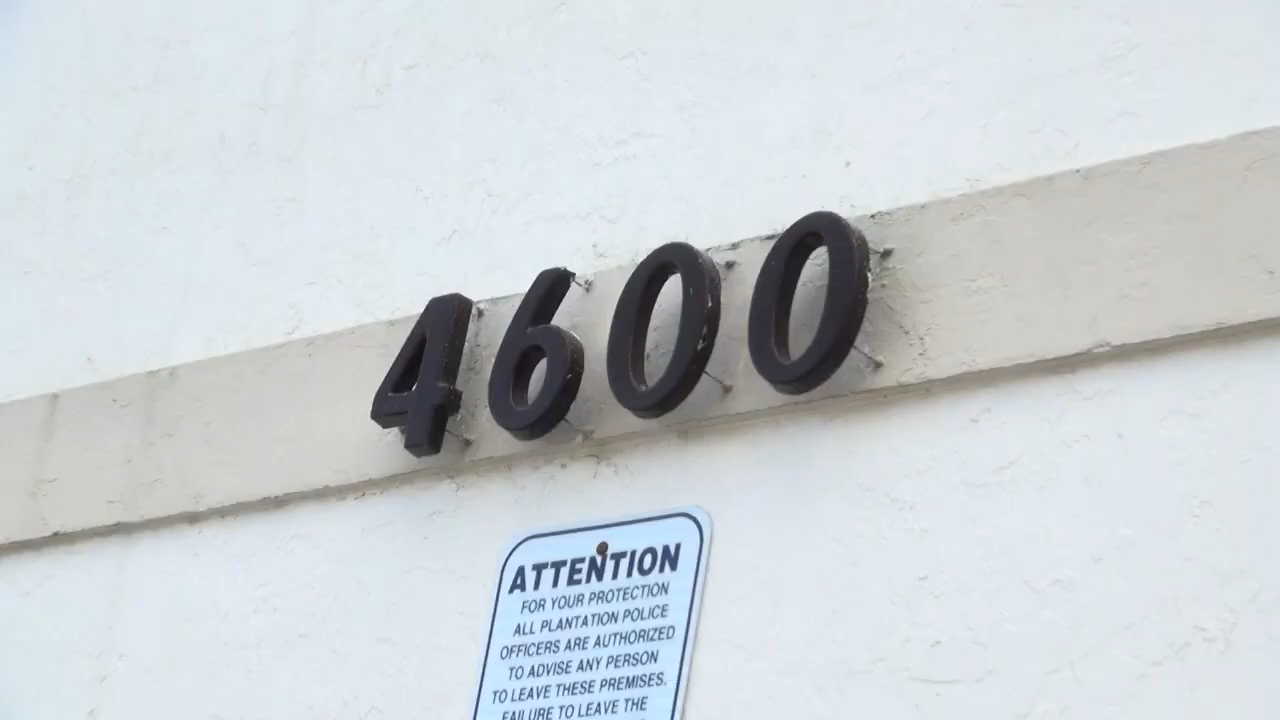 4600
ATTENTION
FOR YOUR PROTECTION
ALL PLANTATION POLICE
OFFICERS ARE AUTHORIZED
TO ADVISE ANY PERSON
TO LEAVE THESE PREMISES.
FAILURE TO LEAVE THE